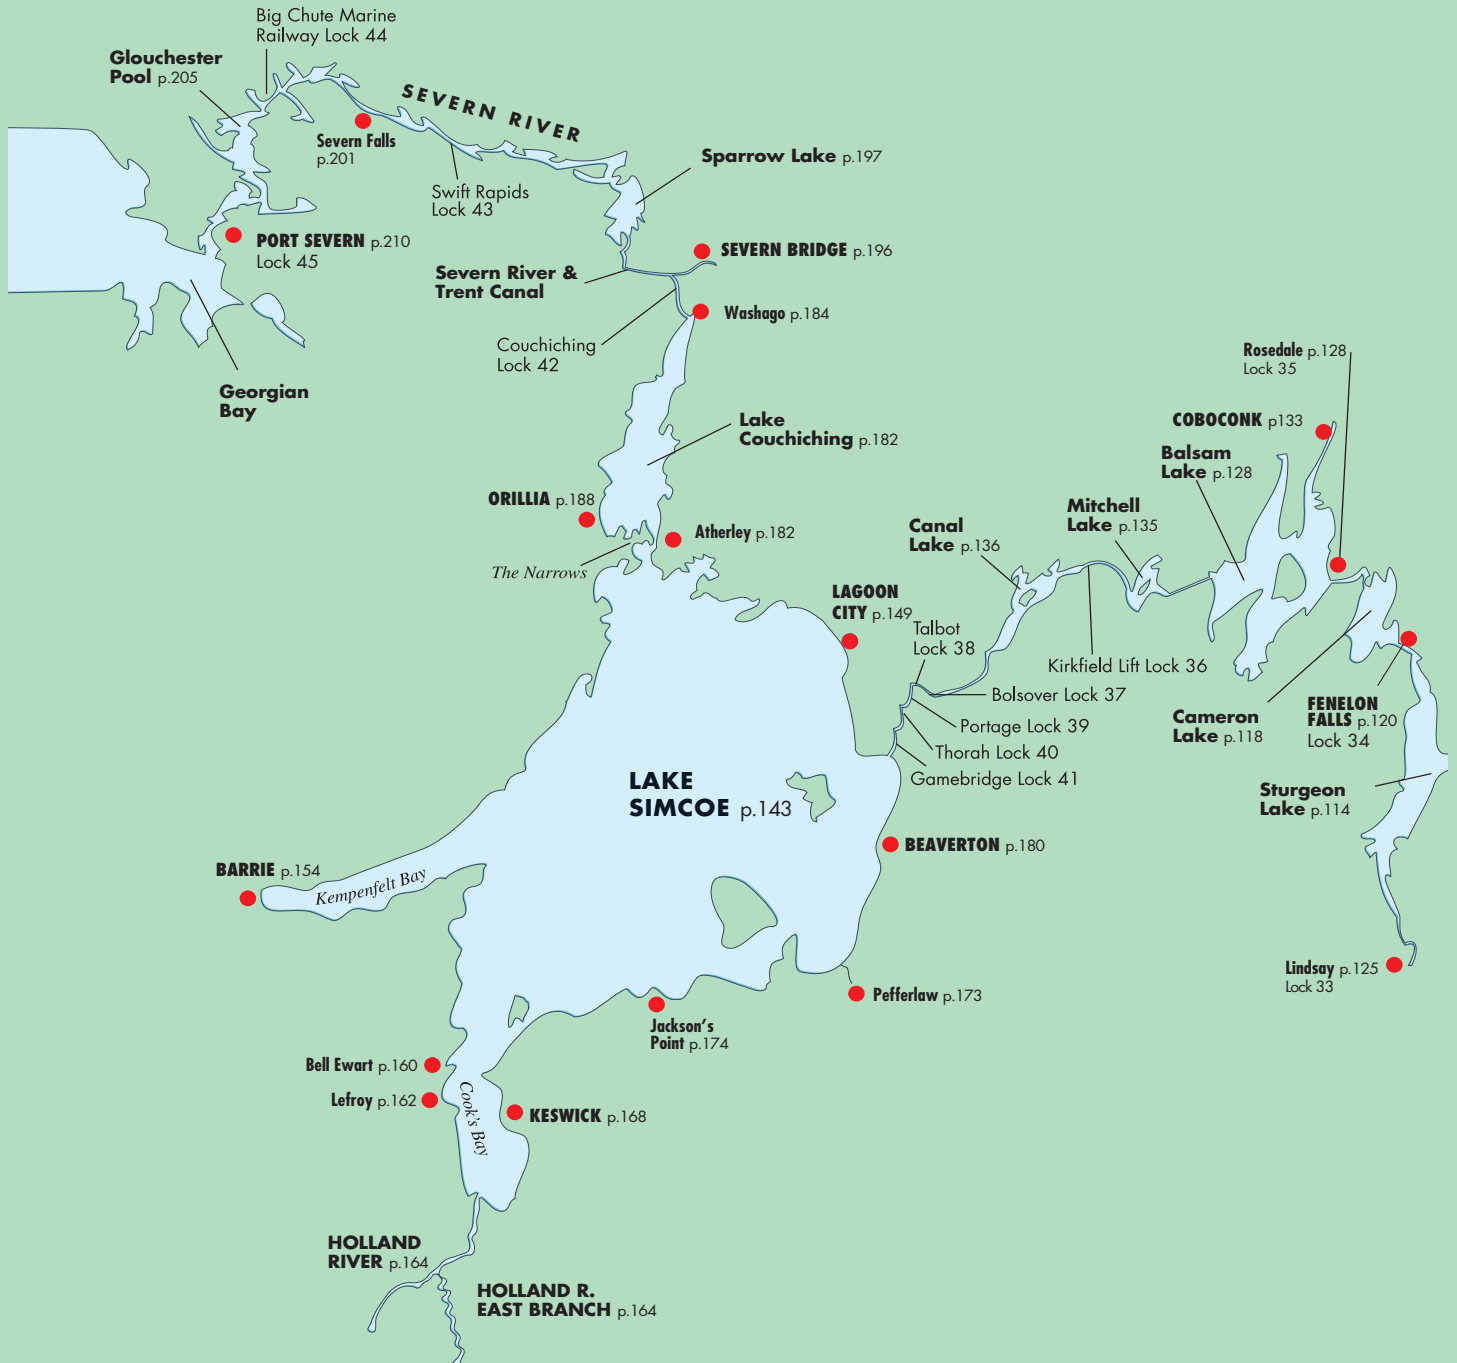 Big Chute Marine
Railway Lock 44
Glouchester
Pool p.205
SEVERN RIVER
Severn Falls
p.201
Sparrow Lake p.197
Swift Rapids
Lock 43
PORT SEVERN p.210
Lock 45
SEVERN BRIDGE p.196
Severn River &
Trent Canal
Washago p.184
Couchiching
Lock 42
Rosedale p.128
Lock 35
Georgian
Bay
Lake
Couchiching p.182
COBOCONK p133
Balsam
Lake p.128
ORILLIA p.188
Mitchell
Lake p.135
Atherley p.182
Canal
Lake p.136
The Narrows
LAGOON
CITY p.149
Talbot
Lock 38
Kirkfield Lift Lock 36
Bolsover Lock 37
Portage Lock 39
Thorah Lock 40
Gamebridge Lock 41
Cameron
Lake p.118
FENELON
FALLS p.120
Lock 34
LAKE
SIMCOE p.143
Sturgeon
Lake p.114
BEAVERTON p.180
BARRIE p.154
Kempenfelt Bay
Lindsay p.125
Lock 33
Pefferlaw p.173
Jackson's
Point p.174
Bell Ewart p.160
Lefroy p.162
Cook's Bay
KESWICK p.168
HOLLAND
RIVER p.164
HOLLAND R.
EAST BRANCH p.164